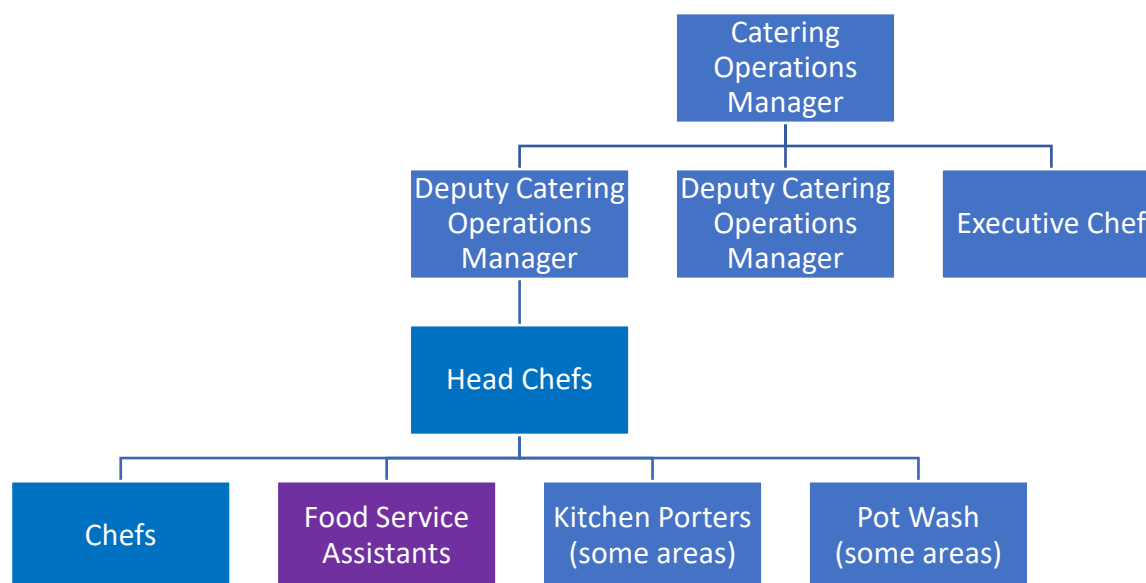 Catering
Operations
Manager
Deputy Catering
Operations
Manager
Deputy Catering
Operations
Manager
Executive Chef
Head Chefs
Chefs
Food Service
Assistants
Kitchen Porters
(some areas)
Pot Wash
(some areas)